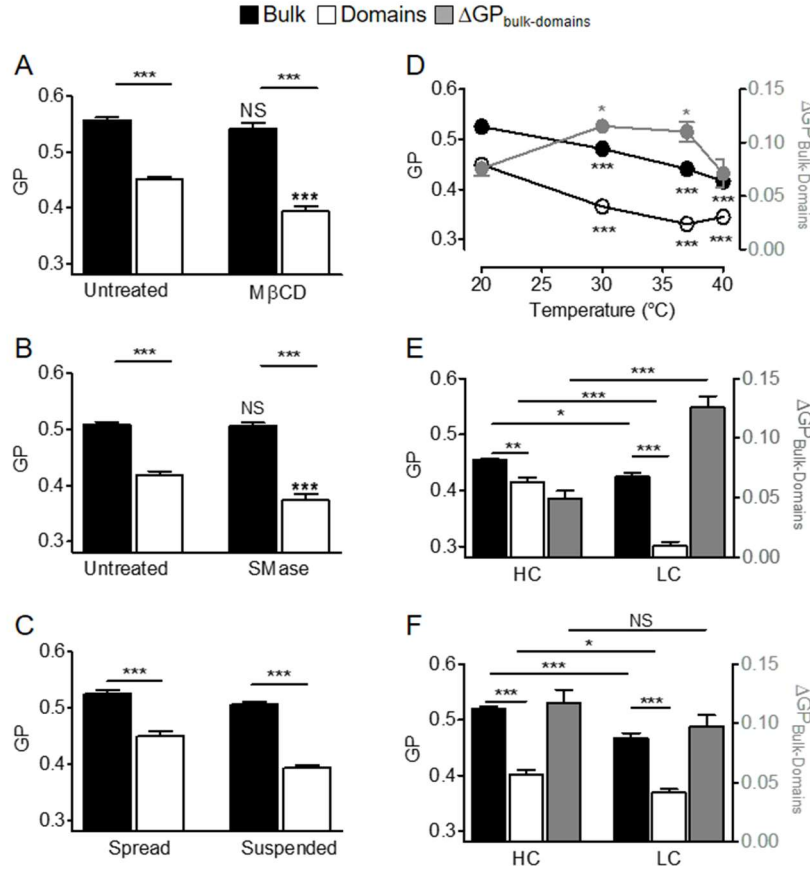 Bulk Domains ΔGPbulk-domains
A
*** ***
0.6
NS
0.5
GP
0.4
***
0.3
Untreated MβCD
B
*** ***
0.6
NS
0.5
GP
0.4
***
0.3
Untreated SMase
C
0.6
*** ***
0.5
GP
0.4
0.3
Spread Suspended
D
0.6 0.15
* *
0.5 0.10
GP
*** *** ***
0.4 0.05
*** *** ***
0.3 0.00
ΔGPBulk-Domains
20 25 30 35 40
Temperature (°C)
E
***
0.6 0.15
***
*
0.5 0.10
** ***
GP
0.4 0.05
0.3 0.00
ΔGPBulk-Domains
HC LC
F
NS
*
0.6 0.15
***
*** ***
0.5 0.10
GP
0.4 0.05
0.3 0.00
ΔGPBulk-Domains
HC LC